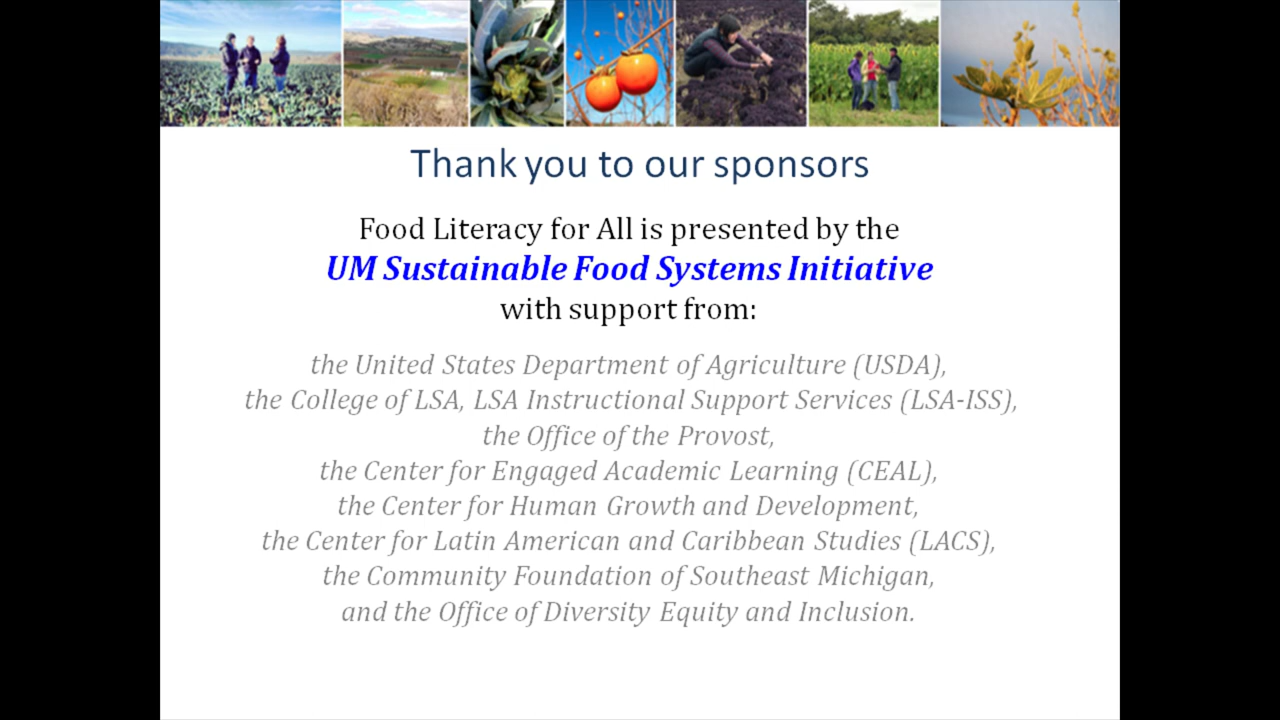 Thank you to our sponsors
Food Literacy for All is presented by the
UM Sustainable Food Systems Initiative
with support from:
the United States Department of Agriculture (USDA),
the College of LSA, LSA Instructional Support Services (LSA-ISS),
the Office of the Provost,
the Center for Engaged Academic Learning (CEAL),
the Center for Human Growth and Development,
the Center for Latin American and Caribbean Studies (LACS),
the Community Foundation of Southeast Michigan,
and the Office of Diversity Equity and Inclusion.